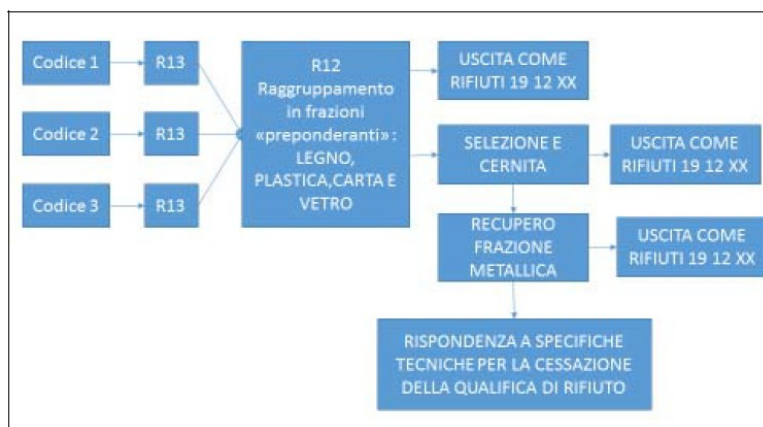 Codice 1
R13
Codice 2
R13
Codice 3
R13
R12
Raggruppamento
in frazioni
«preponderanti» :
LEGNO,
PLASTICA,CARTA E
VETRO
USCITA COME
RIFIUTI 19 12 XX
SELEZIONE E
CERNITA
USCITA COME
RIFIUTI 19 12 XX
RECUPERO
FRAZIONE
METALLICA
USCITA COME
RIFIUTI 19 12 XX
RISPONDENZA A SPECIFICHE
TECNICHE PER LA CESSAZIONE
DELLA QUALIFICA DI RIFIUTO